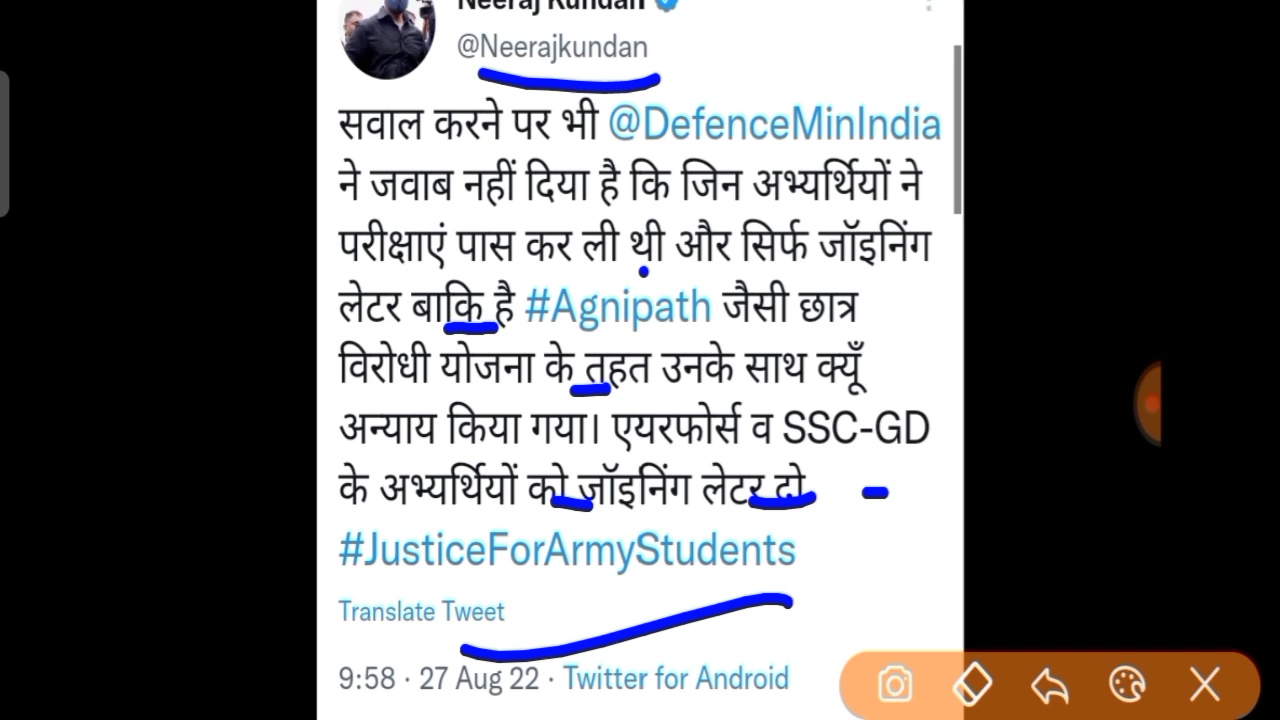 Neeraj Kundan
@Neerajkundan
सवाल करने पर भी @DefenceMinIndia
ने जवाब नहीं दिया है कि जिन अभ्यर्थियों ने
परीक्षाएं पास कर ली थी और सिर्फ जॉइनिंग
लेटर बाकि है #Agnipath जैसी छात्र
विरोधी योजना के तहत उनके साथ क्यूँ
अन्याय किया गया। एयरफोर्स व SSC-GD
के अभ्यर्थियों को जॉइनिंग लेटर दो
#JusticeForArmyStudents
Translate Tweet
9:58 · 27 Aug 22 · Twitter for Android